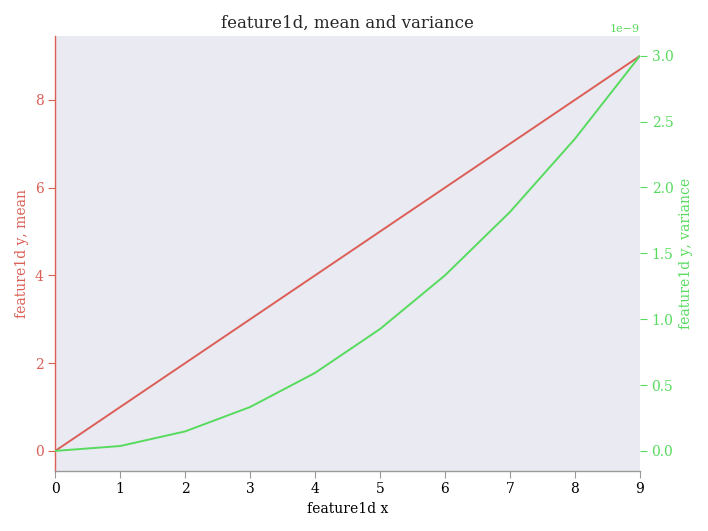 feature1d, mean and variance
1e−9
8
6
4
2
0
feature1d y, mean
3.0
2.5
2.0
1.5
1.0
0.5
0.0
feature1d y, variance
0 1 2 3 4 5 6 7 8 9
feature1d x